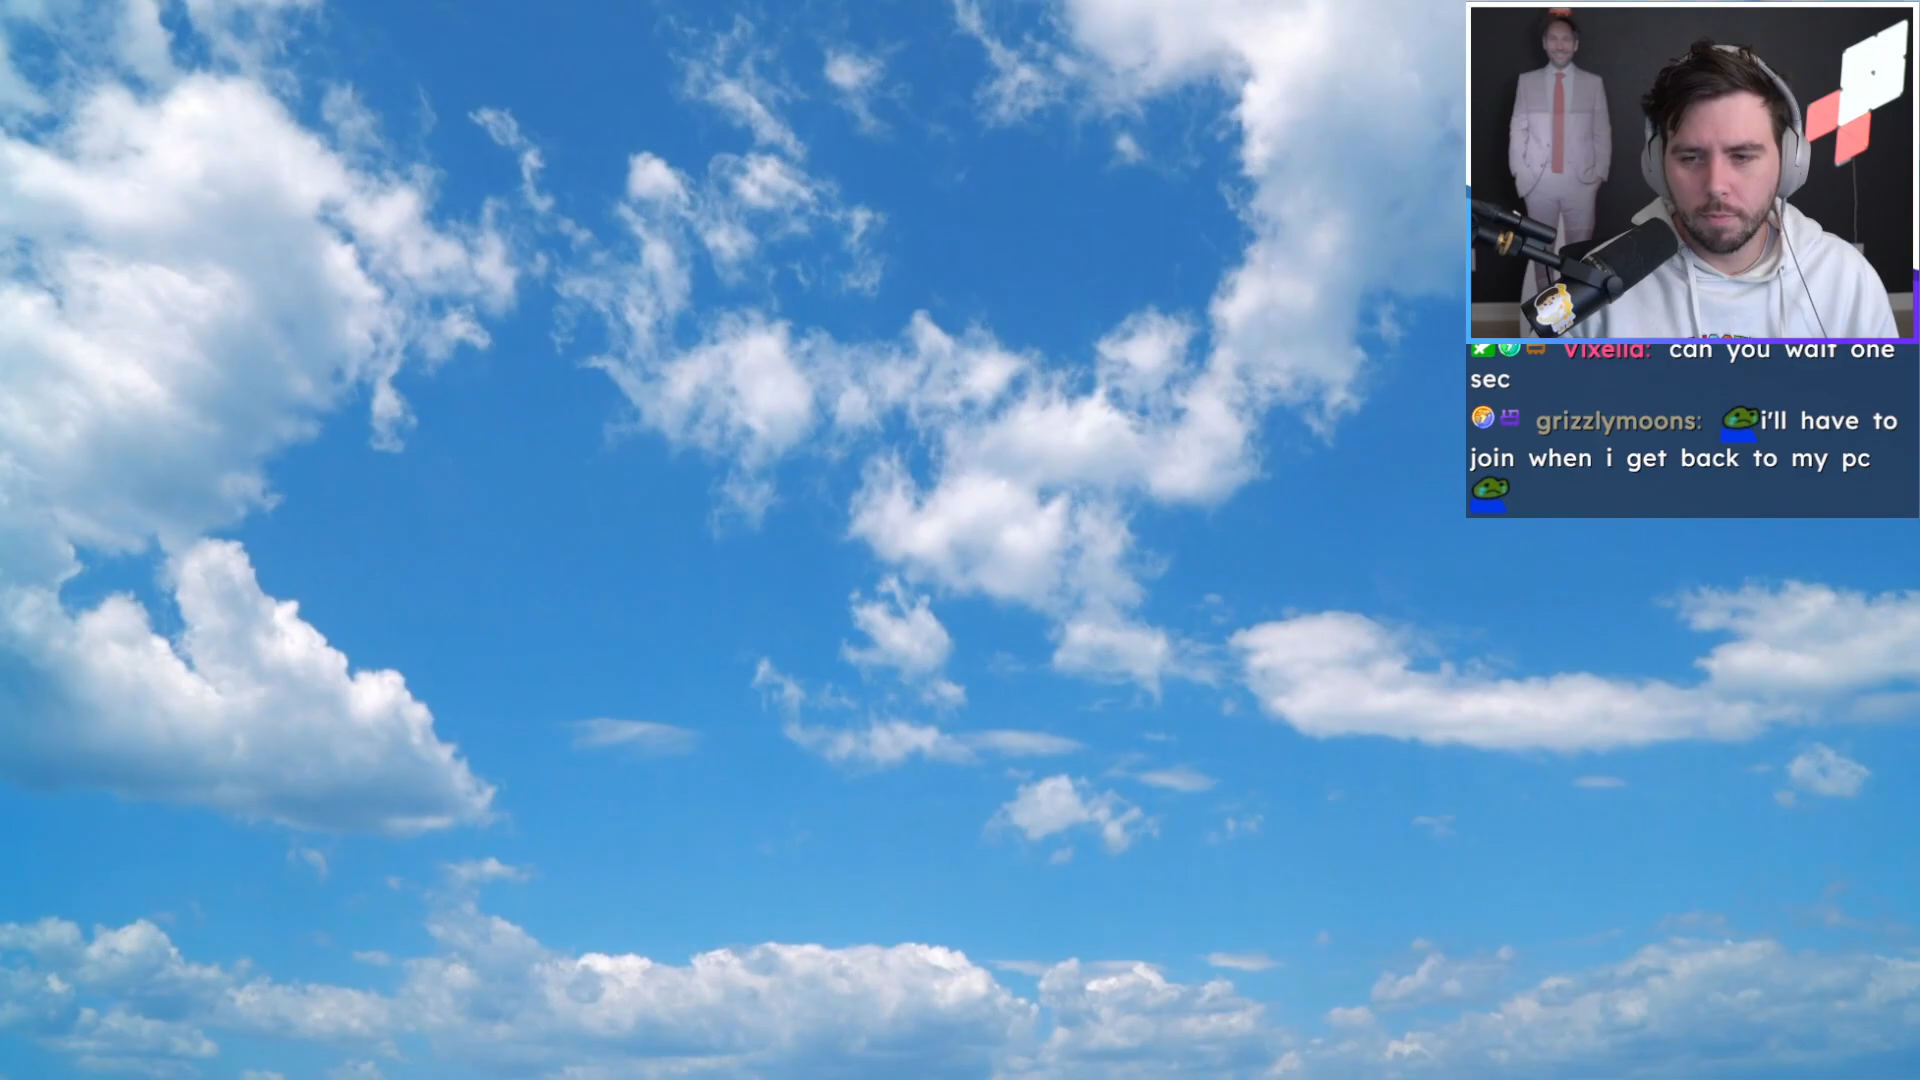 Vixella: can you wait one
sec
grizzlymoons: i'll have to
join when i get back to my pc